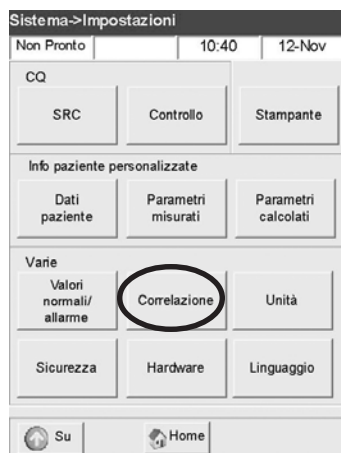 Sistema->Impostazioni
Non Pronto 10:40 12-Nov
CQ
SRC Controllo Stampante
Info paziente personalizzate
Dati paziente
Parametri misurati
Parametri calcolati
Varie
Valori normali/ allarme
Correlazione
Unità
Sicurezza Hardware Linguaggio
Su Home